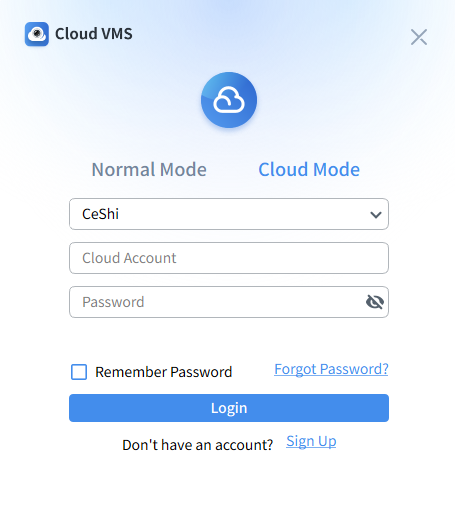 Cloud VMS
Normal Mode Cloud Mode
CeShi
Cloud Account
Password
Remember Password Forgot Password?
Login
Don't have an account? Sign Up